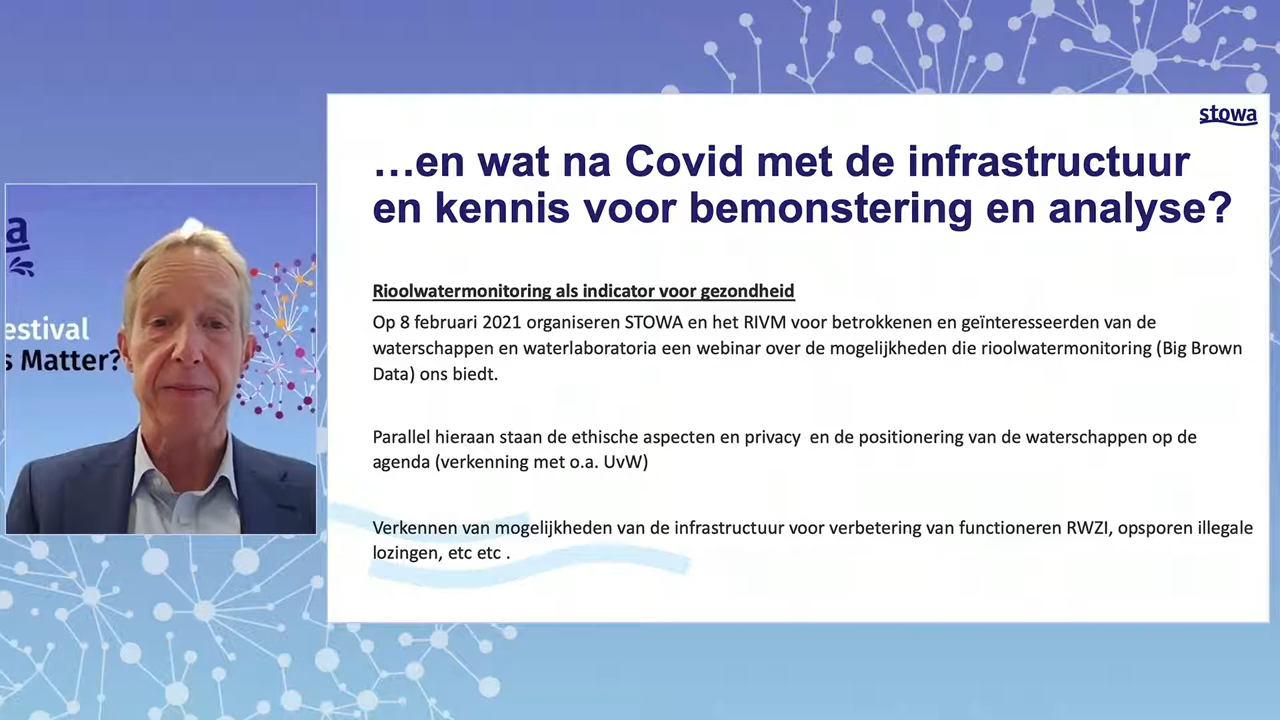 stowa
…en wat na Covid met de infrastructuur
en kennis voor bemonstering en analyse?
Rioolwatermonitoring als indicator voor gezondheid
Op 8 februari 2021 organiseren STOWA en het RIVM voor betrokkenen en geïnteresseerden van de
waterschappen en waterlaboratoria een webinar over de mogelijkheden die rioolwatermonitoring (Big Brown
Data) ons biedt.
Parallel hieraan staan de ethische aspecten en privacy en de positionering van de waterschappen op de
agenda (verkenning met o.a. UvW)
Verkennen van mogelijkheden van de infrastructuur voor verbetering van functioneren RWZI, opsporen illegale
lozingen, etc etc .
a
estival
s Matter?